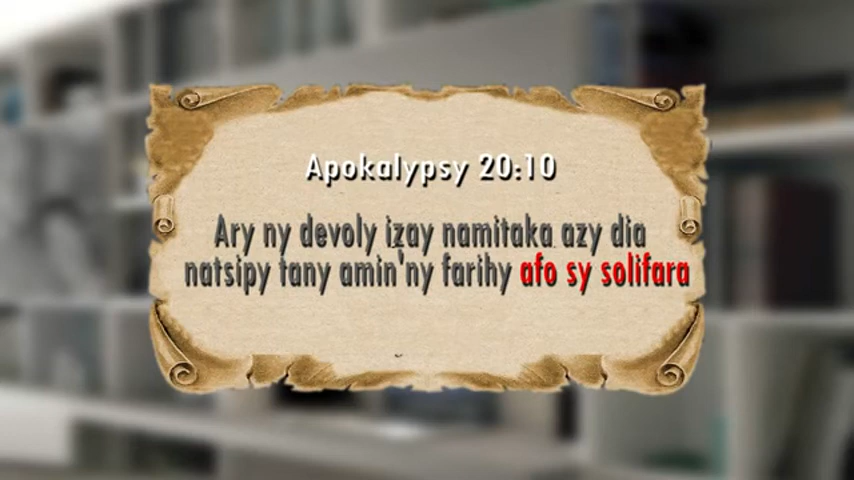 Apokalypsy 20:10
Ary ny devoly izay namitaka azy dia
natsipy tany amin'ny farihy afo sy solifara